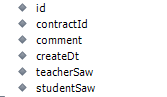 id
contractId
comment
createDt
teacherSaw
studentSaw